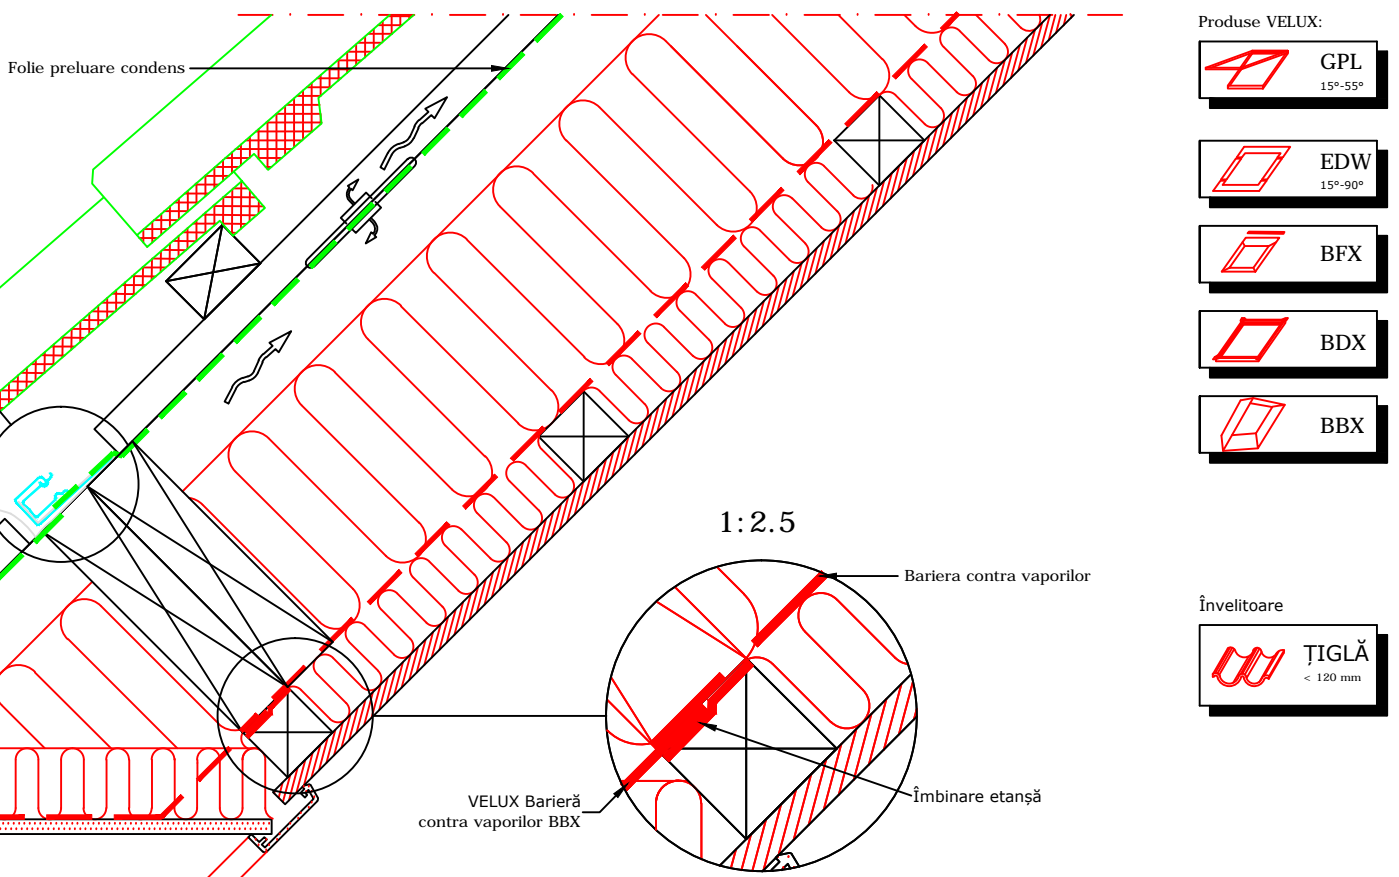 Produse VELUX:
Folie preluare condens
GPL
15°-55°
EDW
15°-90°
BFX
BDX
BBX
1:2.5
Bariera contra vaporilor
Învelitoare
ȚIGLĂ
< 120 mm
VELUX Barieră
contra vaporilor BBX
Îmbinare etanșă